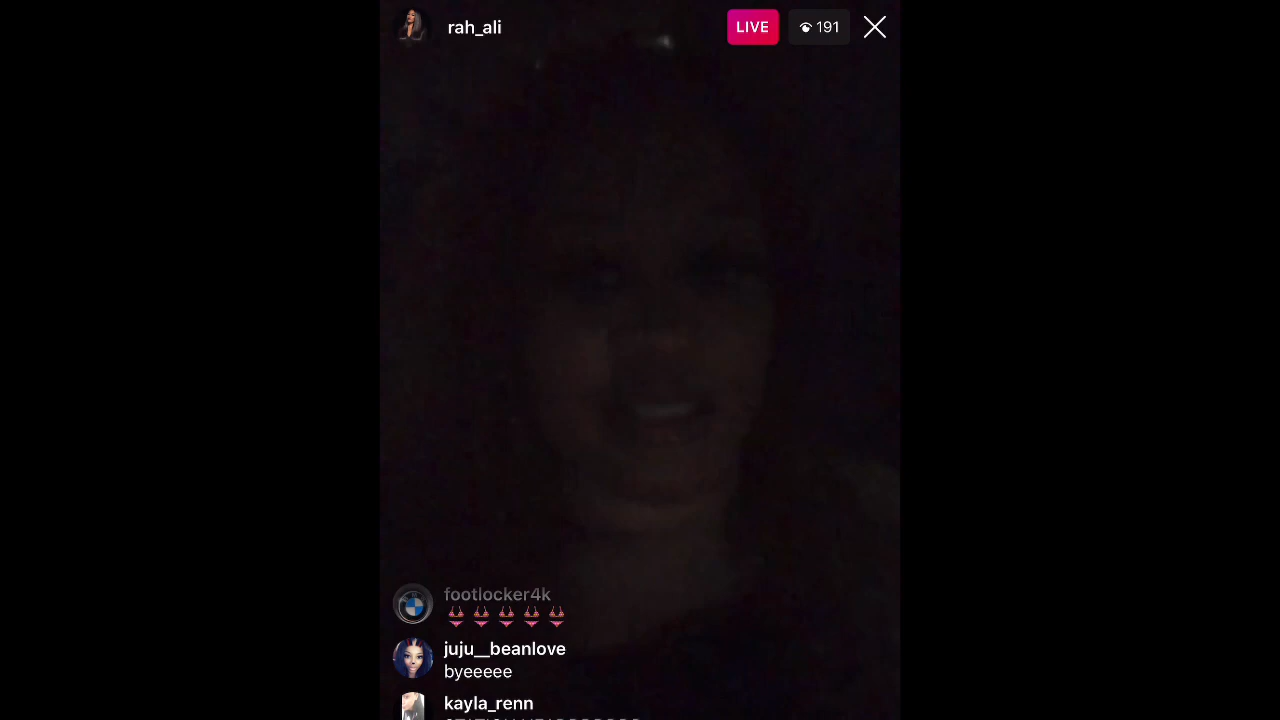 rah_ali
LIVE
191
footlocker4k
juju__beanlove
byeeeee
kayla_renn